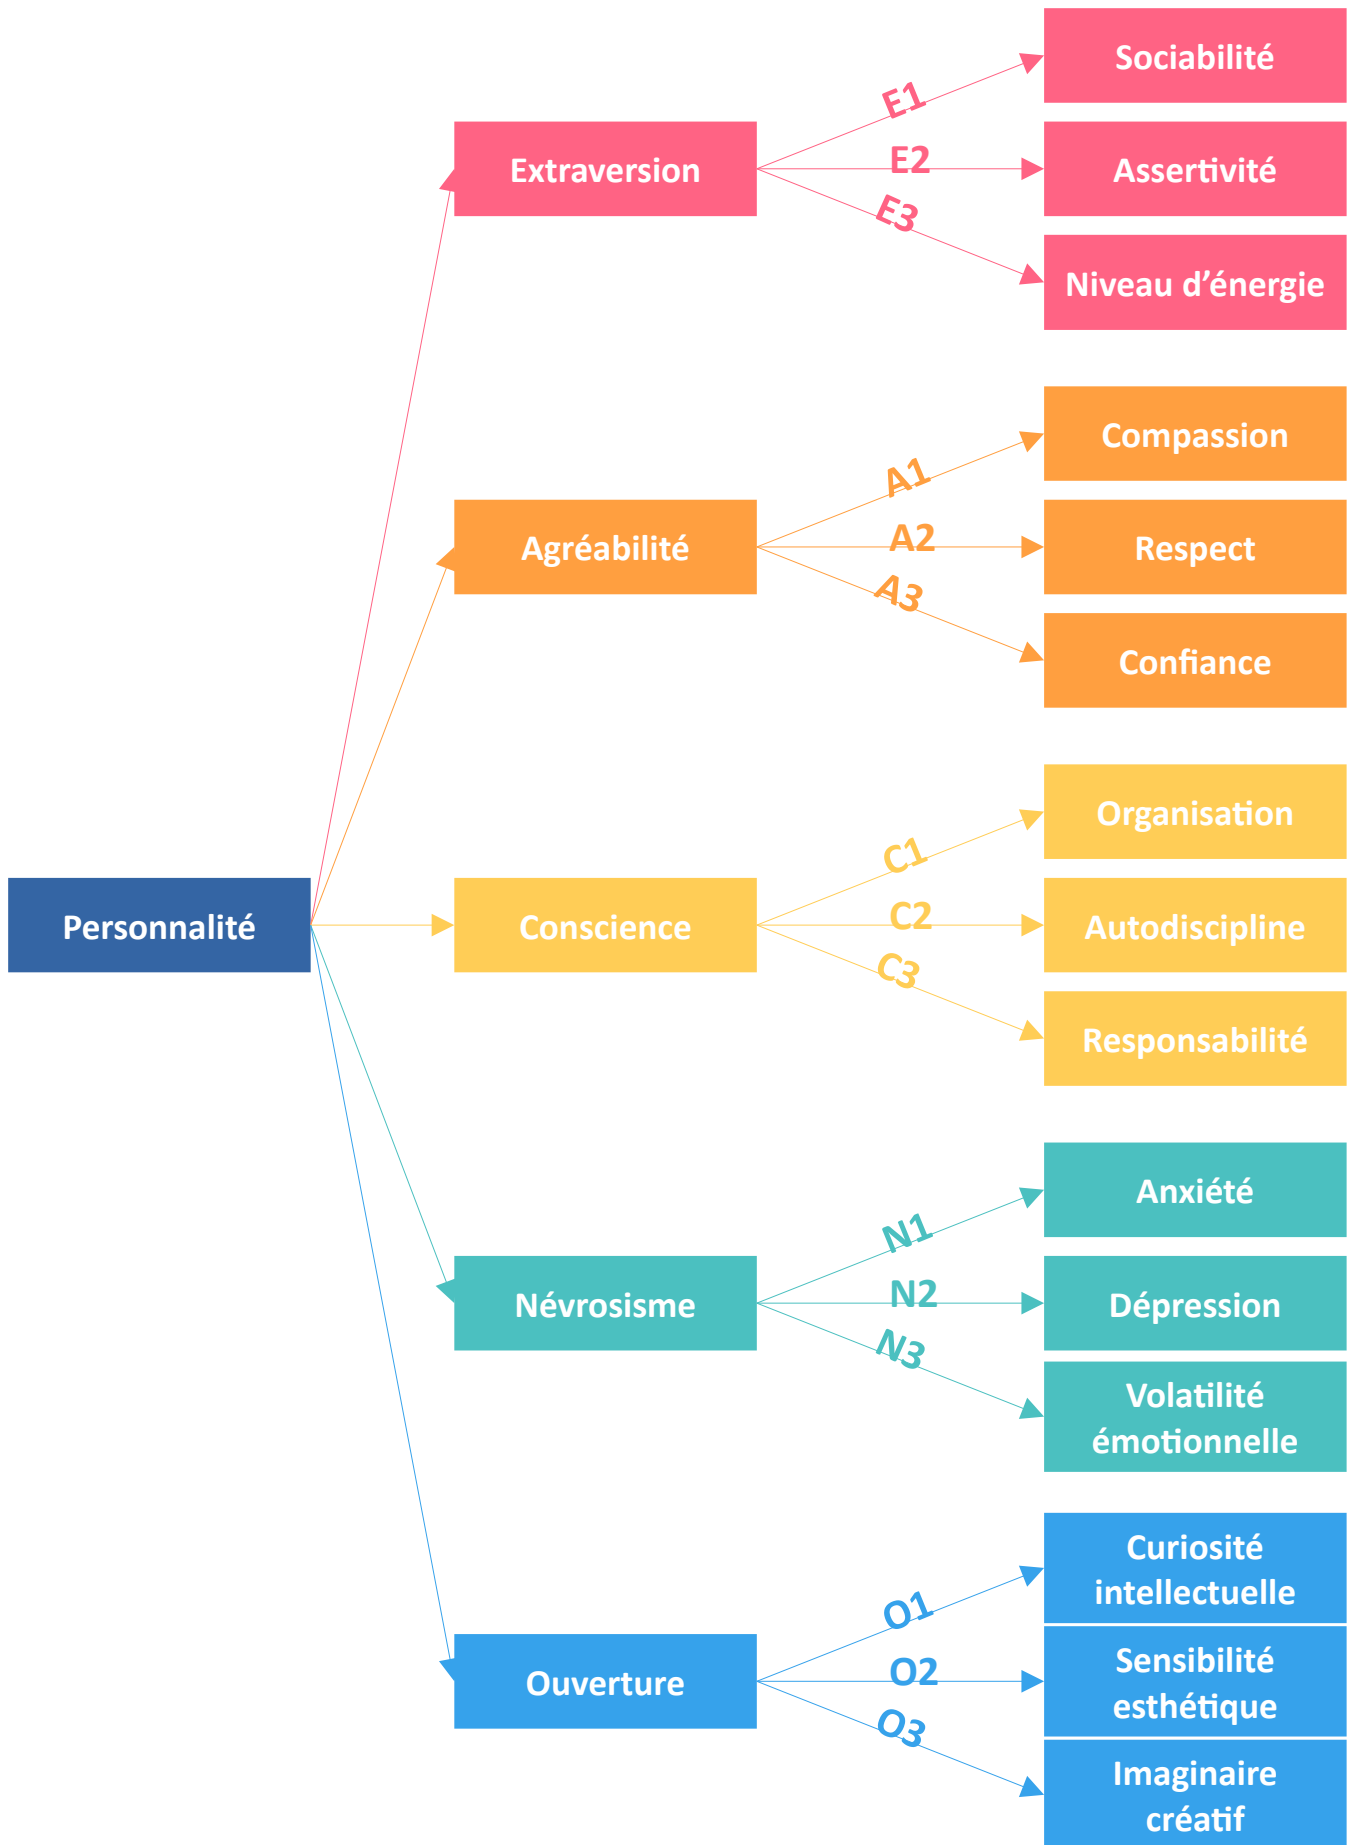 Personnalité
Extraversion
E1
Sociabilité
E2
Assertivité
E3
Niveau d’énergie
Agréabilité
A1
Compassion
A2
Respect
A3
Confiance
Conscience
C1
Organisation
C2
Autodiscipline
C3
Responsabilité
Névrosisme
N1
Anxiété
N2
Dépression
N3
Volatilité
émotionnelle
Ouverture
O1
Curiosité
intellectuelle
O2
Sensibilité
esthétique
O3
Imaginaire
créatif